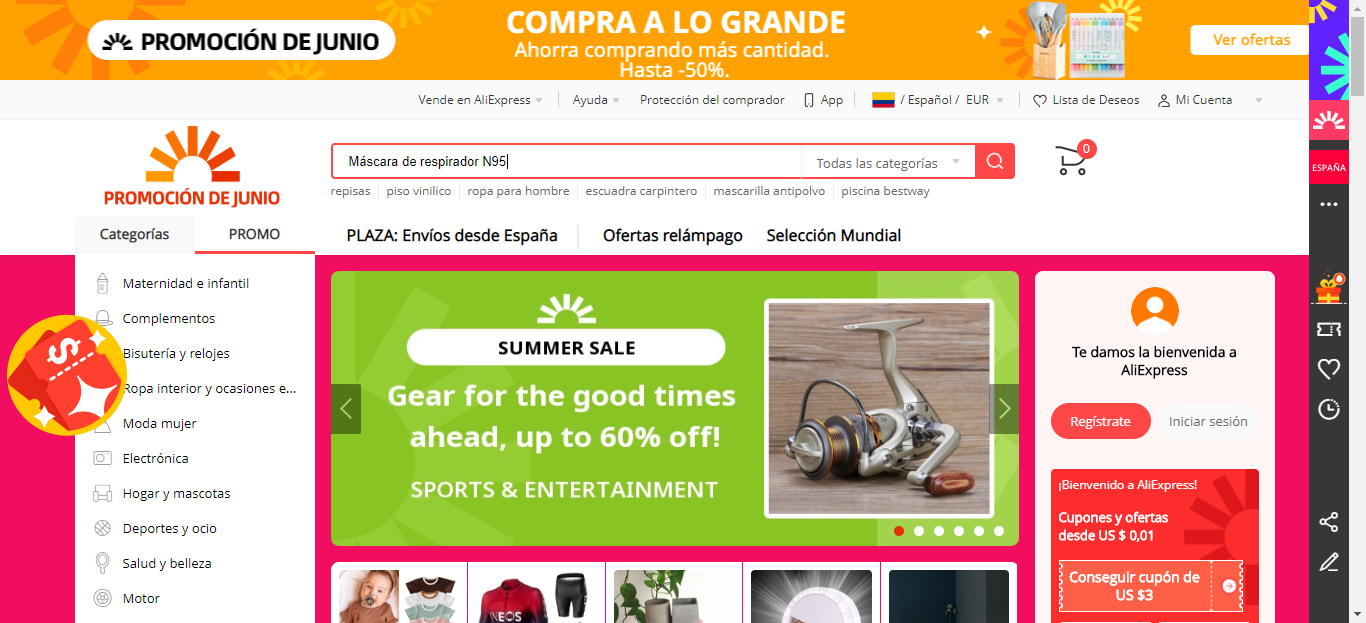 PROMOCIÓN DE JUNIO
COMPRA A LO GRANDE
Ahorra comprando más cantidad.
Hasta -50%.
Ver ofertas
Vende en AliExpress
Ayuda
Protección del comprador
App
/ Español / EUR
Lista de Deseos
Mi Cuenta
PROMOCIÓN DE JUNIO
Máscara de respirador N95
Todas las categorías
0
ESPAÑA
repisas
piso vinilico
ropa para hombre
escuadra carpintero
mascarilla antipolvo
piscina bestway
Categorías
PROMO
PLAZA: Envíos desde España
Ofertas relámpago
Selección Mundial
Maternidad e infantil
Complementos
Bisutería y relojes
Ropa interior y ocasiones e...
Moda mujer
Electrónica
Hogar y mascotas
Deportes y ocio
Salud y belleza
Motor
$
SUMMER SALE
Gear for the good times
ahead, up to 60% off!
SPORTS & ENTERTAINMENT
Te damos la bienvenida a
AliExpress
Regístrate
Iniciar sesión
¡Bienvenido a AliExpress!
Cupones y ofertas
desde US $ 0,01
Conseguir cupón de
US $3
INEOS